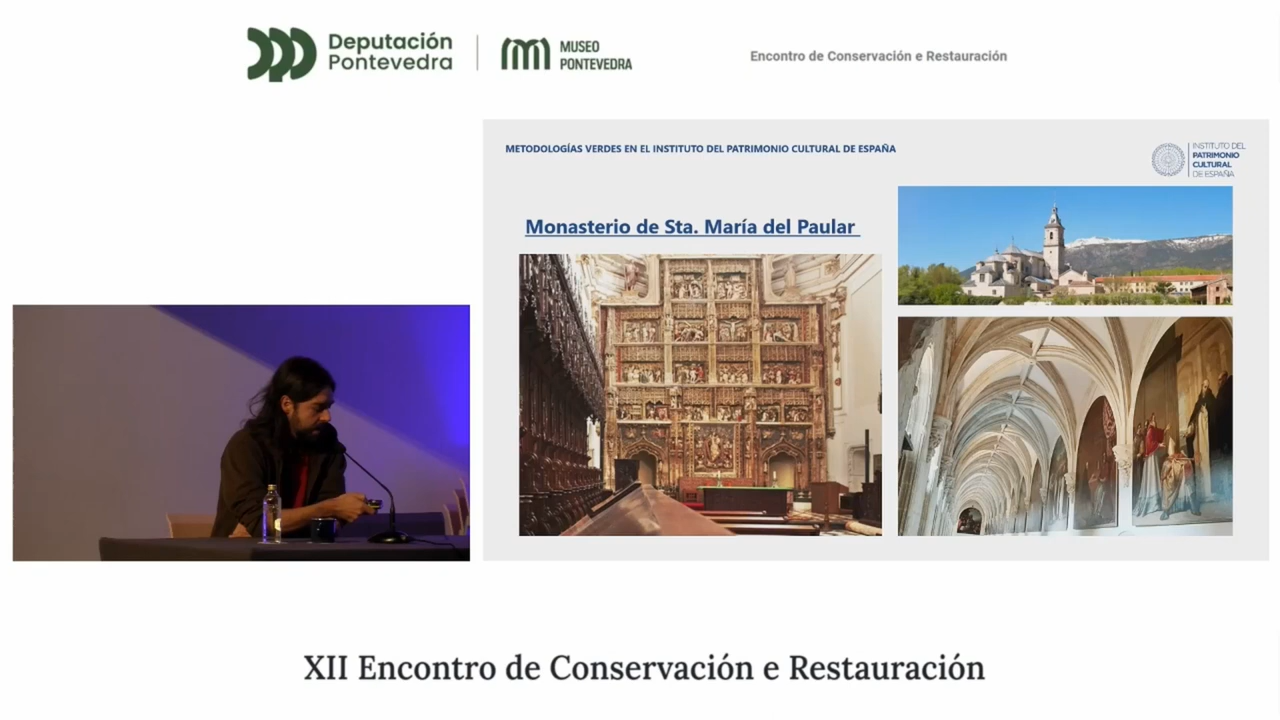 Deputación
Pontevedra
MUSEO
PONTEVEDRA
Encontro de Conservación e Restauración
METODOLOGÍAS VERDES EN EL INSTITUTO DEL PATRIMONIO CULTURAL DE ESPAÑA
INSTITUTO DEL
PATRIMONIO
CULTURAL
DE ESPAÑA
Monasterio de Sta. María del Paular
XII Encontro de Conservación e Restauración